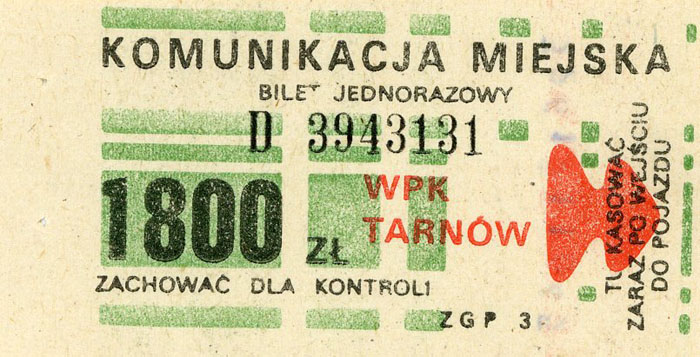 KOMUNIKACJA MIEJSKA
BILET JEDNORAZOWY
D 3943131
1800 ZŁ
WPK
TARNÓW
ZACHOWAĆ DLA KONTROLI
ZGP 3
TU KASOWAĆ
ZARAZ PO WEJŚCIU
DO POJAZDU